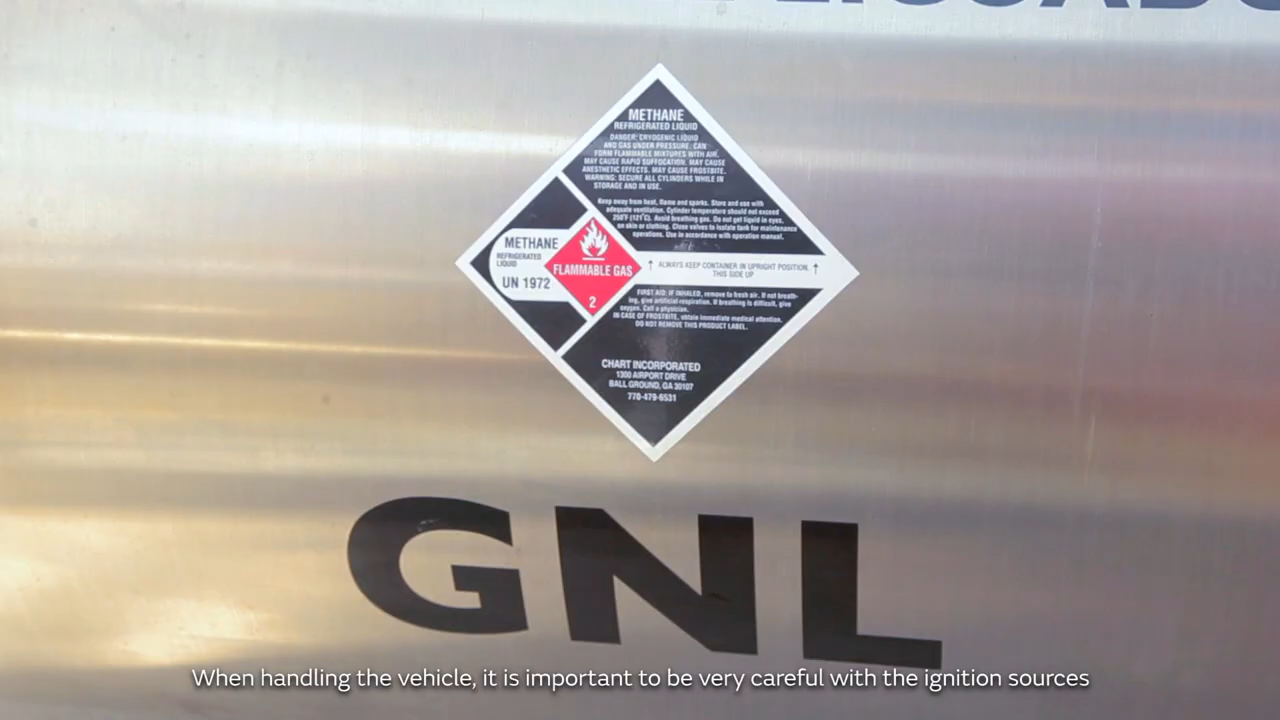 METHANE
REFRIGERATED LIQUID
DANGER: CRYOGENIC LIQUID
AND GAS UNDER PRESSURE. CAN
FORM FLAMMABLE MIXTURES WITH AIR.
MAY CAUSE RAPID SUFFOCATION. MAY CAUSE
ANESTHETIC EFFECTS. MAY CAUSE FROSTBITE.
WARNING: SECURE ALL CYLINDERS WHILE IN
STORAGE AND IN USE.
Keep away from heat, flame and sparks. Store and use with
adequate ventilation. Cylinder temperature should not exceed
250°F (121°C). Avoid breathing gas. Do not get liquid in eyes,
on skin or clothing. Close valves to isolate tank for maintenance
operations. Use in accordance with operation manual.
METHANE
REFRIGERATED
LIQUID
UN 1972
FLAMMABLE GAS
2
↑ ALWAYS KEEP CONTAINER IN UPRIGHT POSITION. ↑
THIS SIDE UP
FIRST AID: IF INHALED, remove to fresh air. If not breath-
ing, give artificial respiration. If breathing is difficult, give
oxygen. Call a physician.
IN CASE OF FROSTBITE, obtain immediate medical attention.
DO NOT REMOVE THIS PRODUCT LABEL.
CHART INCORPORATED
1300 AIRPORT DRIVE
BALL GROUND, GA 30107
770-479-6531
GNL
When handling the vehicle, it is important to be very careful with the ignition sources